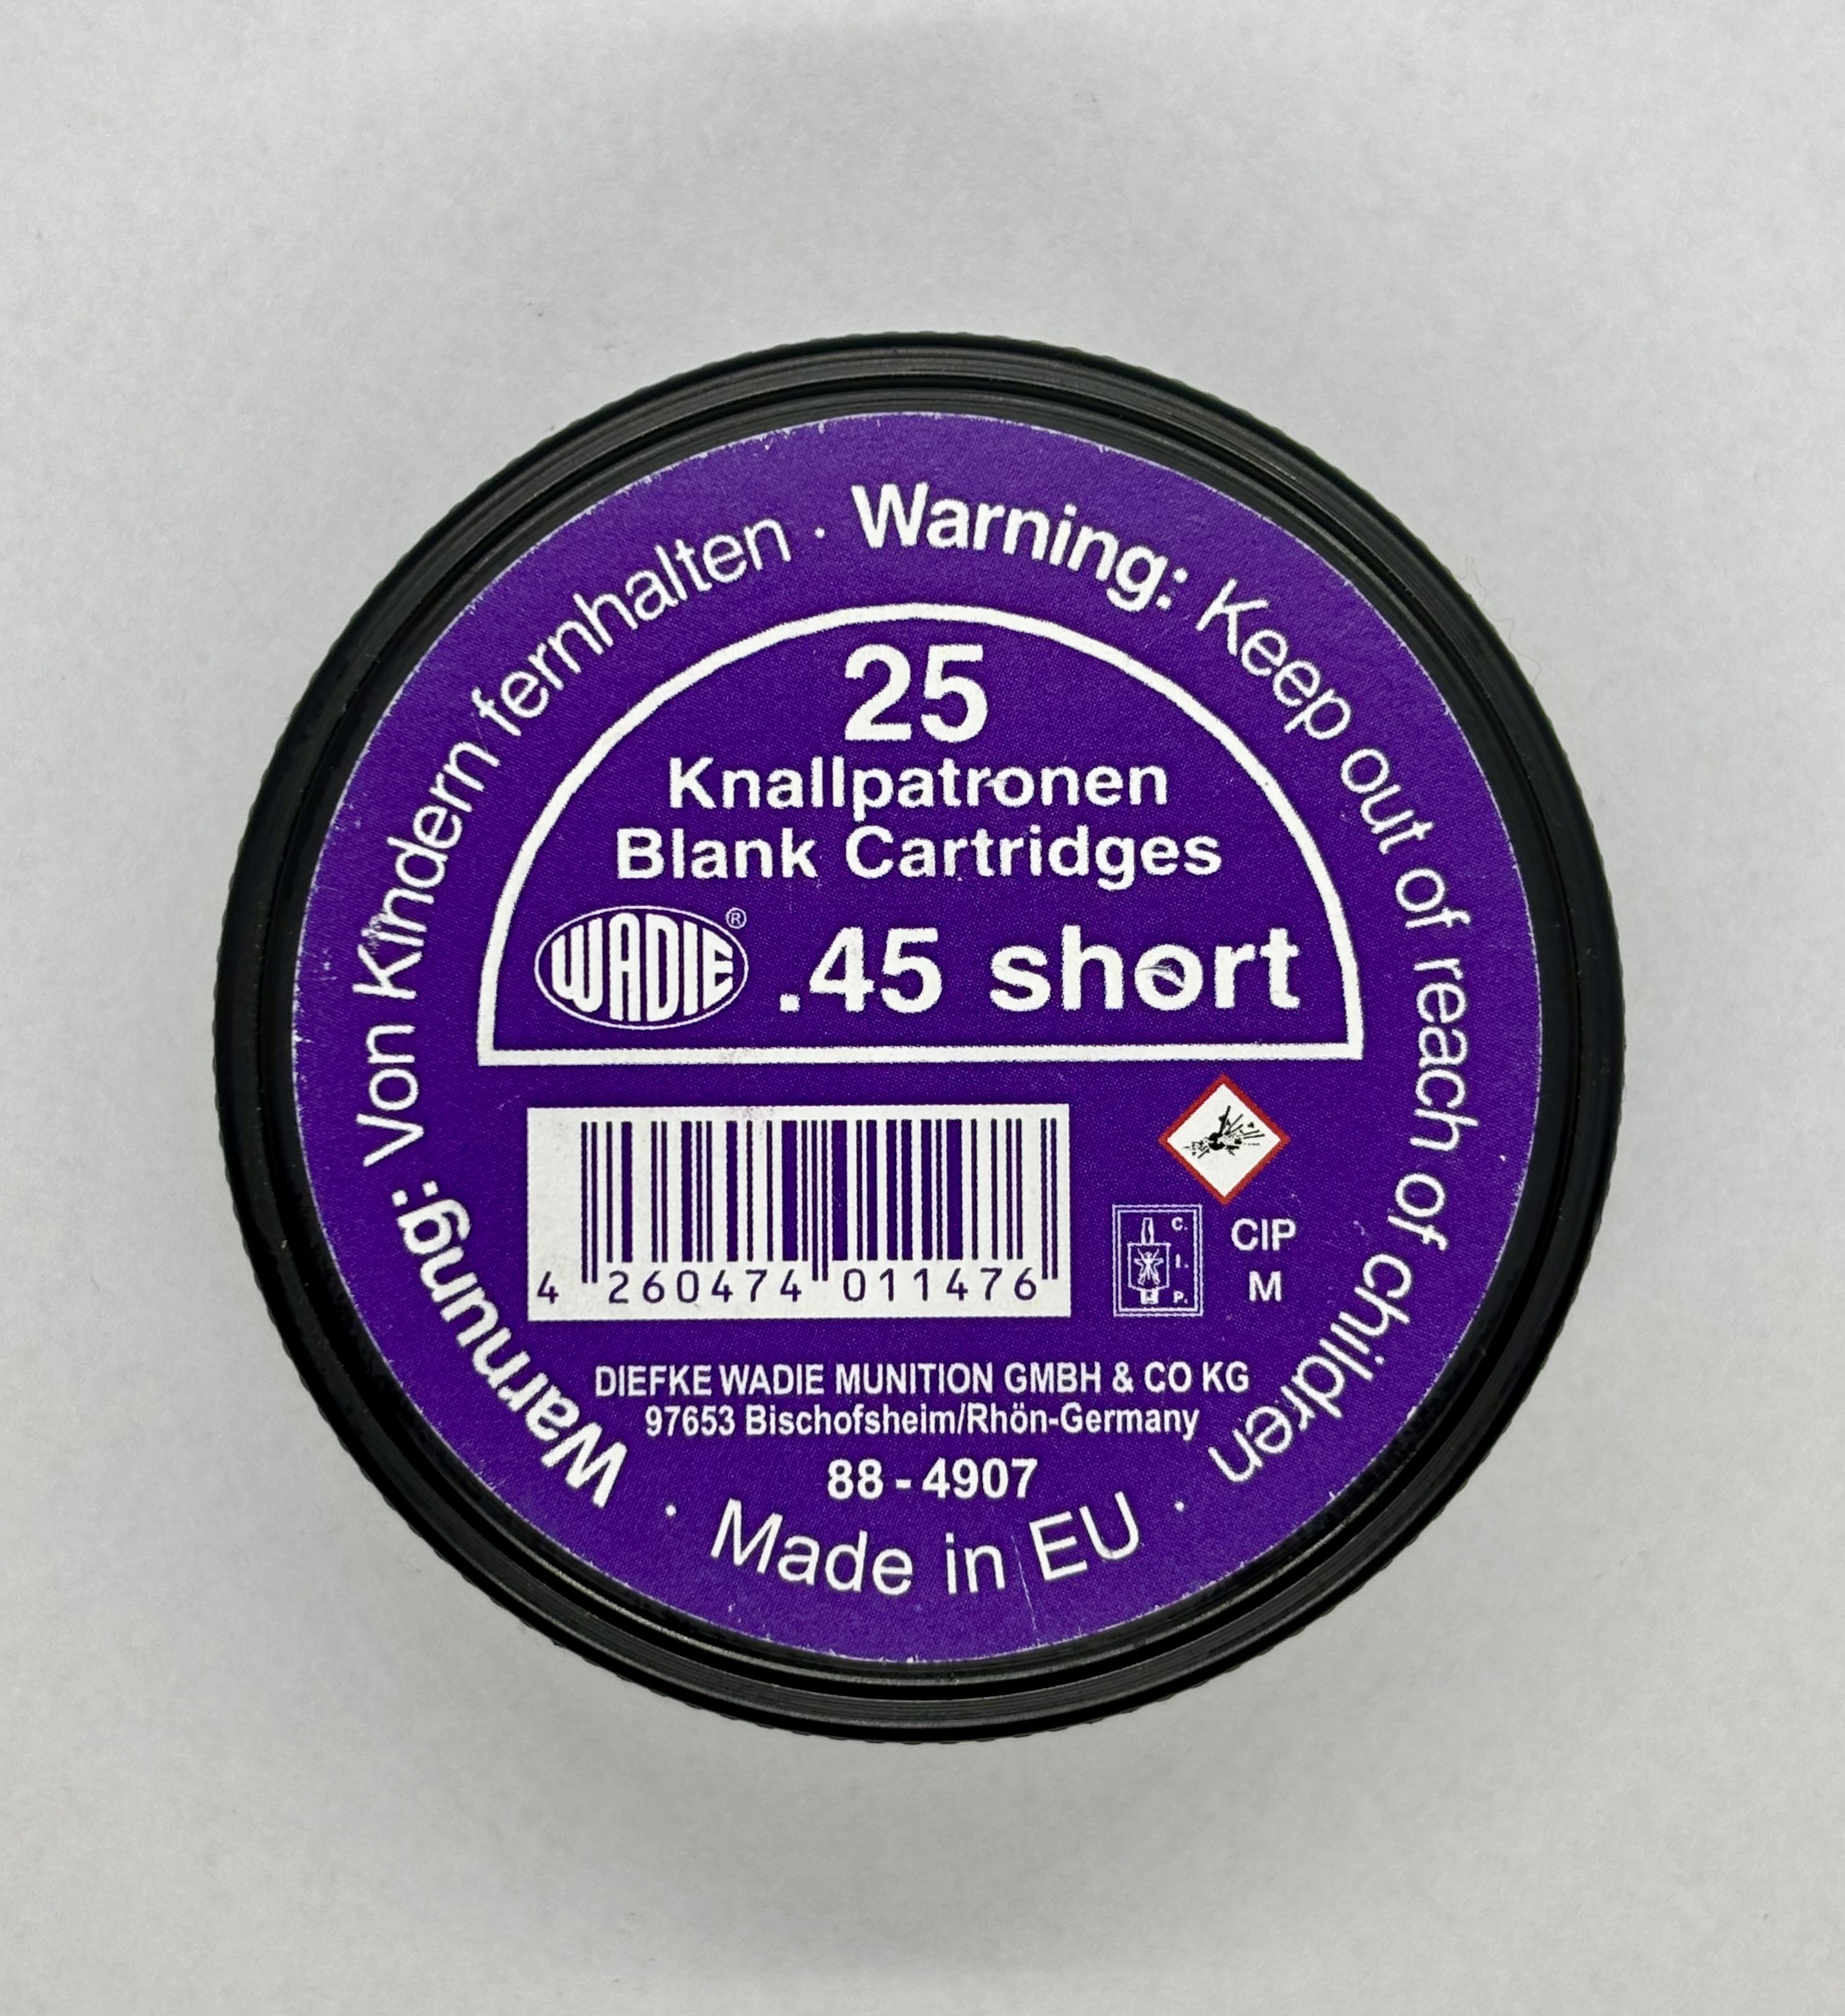 Warnung: Von Kindern fernhalten · Warning: Keep out of reach of children · Made in EU ·
25
Knallpatronen
Blank Cartridges
WADIE® .45 short
4 260474 011476
C.
I.
P.
CIP
M
DIEFKE WADIE MUNITION GMBH & CO KG
97653 Bischofsheim/Rhön-Germany
88 - 4907